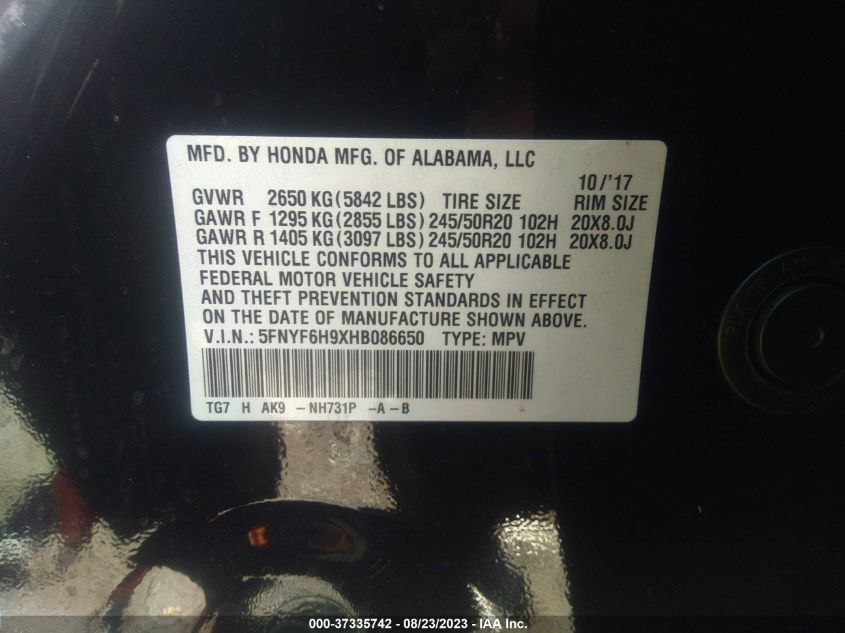 MFD. BY HONDA MFG. OF ALABAMA, LLC
10/'17
GVWR 2650 KG(5842 LBS) TIRE SIZE RIM SIZE
GAWR F 1295 KG(2855 LBS) 245/50R20 102H 20X8.0J
GAWR R 1405 KG(3097 LBS) 245/50R20 102H 20X8.0J
THIS VEHICLE CONFORMS TO ALL APPLICABLE
FEDERAL MOTOR VEHICLE SAFETY
AND THEFT PREVENTION STANDARDS IN EFFECT
ON THE DATE OF MANUFACTURE SHOWN ABOVE.
V.I.N.: 5FNYF6H9XHB086650 TYPE: MPV
TG7 H AK9 -NH731P -A-B
000-37335742 - 08/23/2023 - IAA Inc.